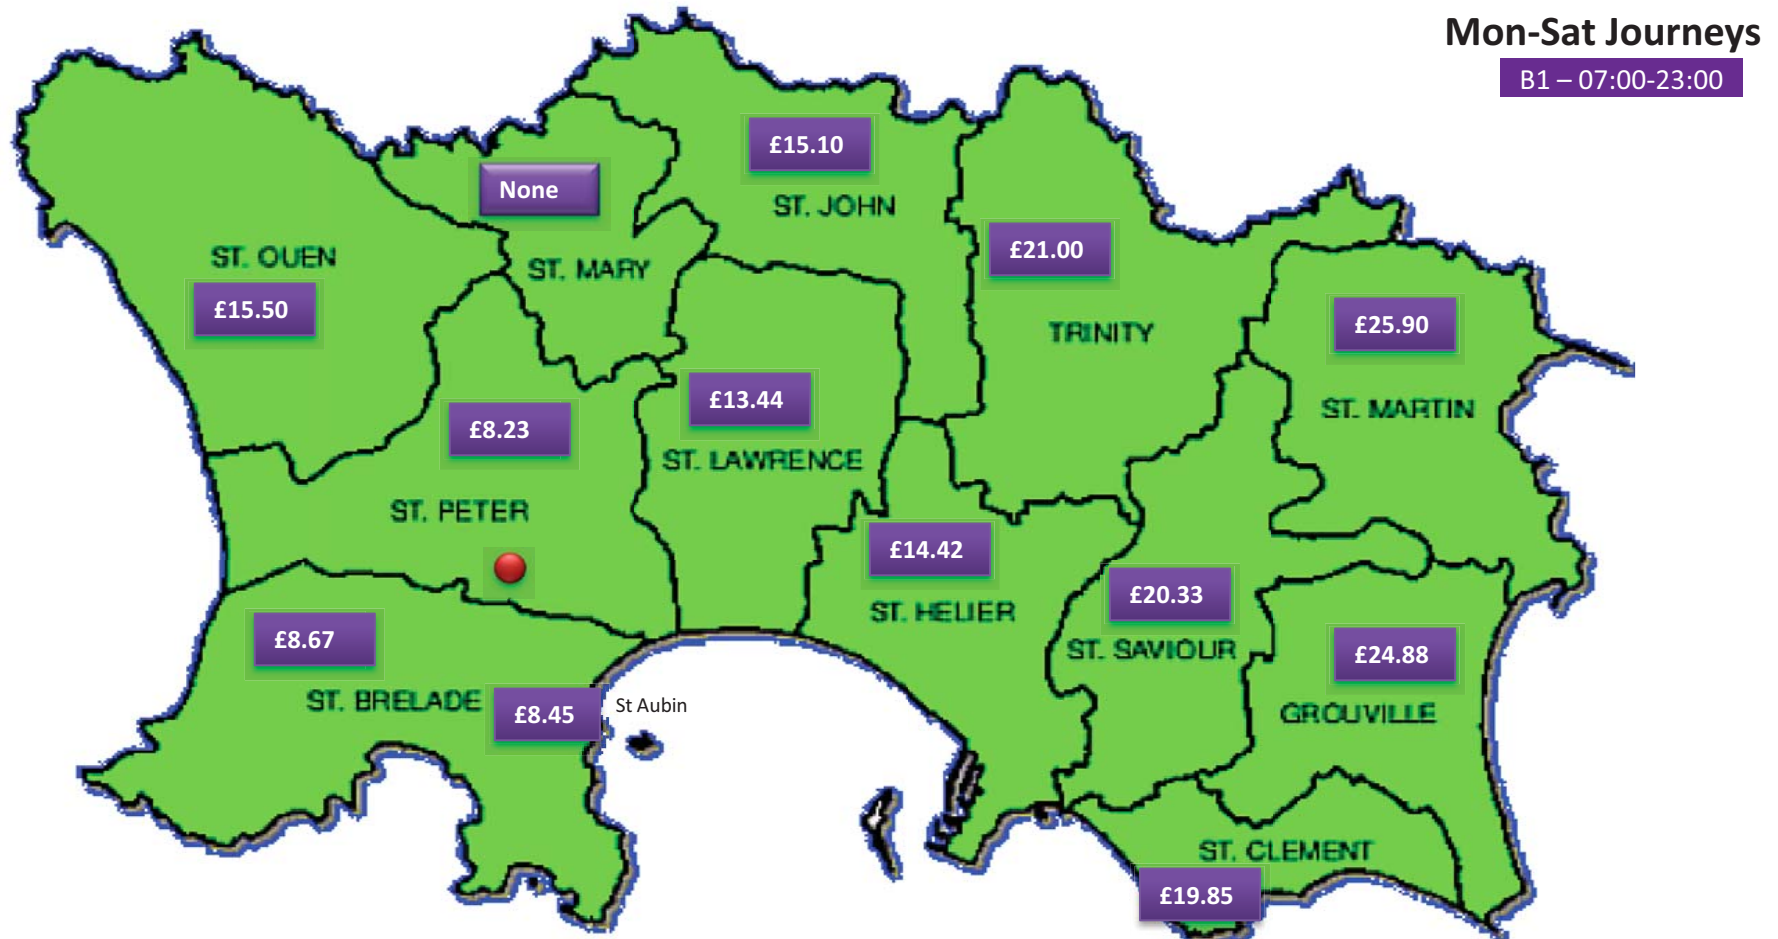 Mon-Sat Journeys
B1 – 07:00-23:00
£15.10
None
ST. JOHN
£21.00
ST. OUEN
ST. MARY
£15.50
£25.90
TRINITY
£13.44
ST. MARTIN
£8.23
ST. LAWRENCE
ST. PETER
£14.42
£20.33
ST. HELIER
£8.67
ST. SAVIOUR
£24.88
ST. BRELADE
£8.45
St Aubin
GROUVILLE
ST. CLEMENT
£19.85